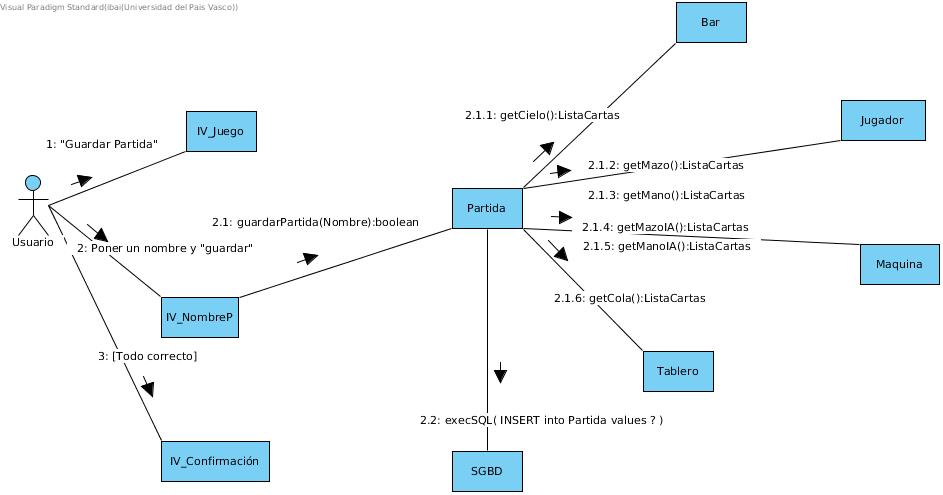 Visual Paradigm Standard(ibai(Universidad del Pais Vasco))
Bar
Jugador
IV_Juego
2.1.1: getCielo():ListaCartas
1: "Guardar Partida"
2.1.2: getMazo():ListaCartas
2.1.3: getMano():ListaCartas
Partida
2.1: guardarPartida(Nombre):boolean
2.1.4: getMazoIA():ListaCartas
Usuario
2: Poner un nombre y "guardar"
2.1.5: getManoIA():ListaCartas
Maquina
2.1.6: getCola():ListaCartas
IV_NombreP
3: [Todo correcto]
Tablero
2.2: execSQL( INSERT into Partida values ? )
IV_Confirmación
SGBD